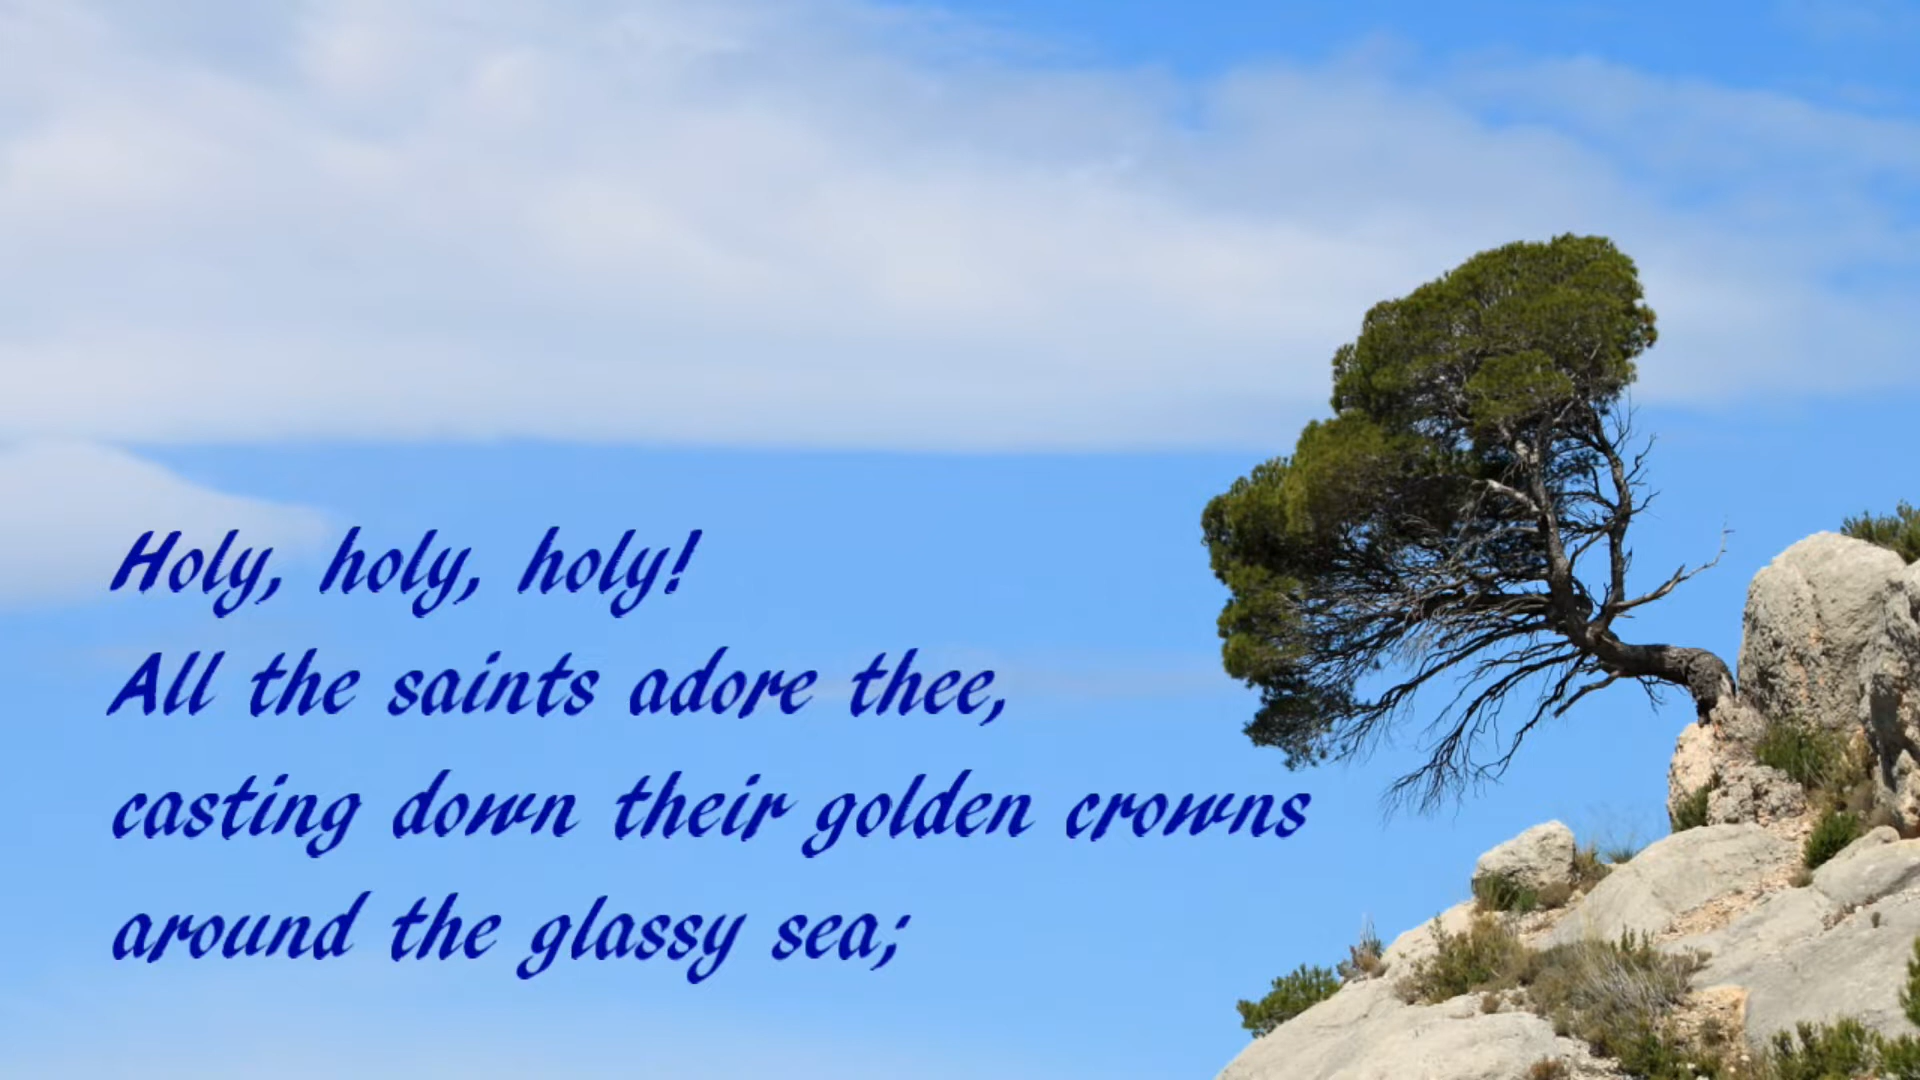 Holy, holy, holy!
All the saints adore thee,
casting down their golden crowns
around the glassy sea;